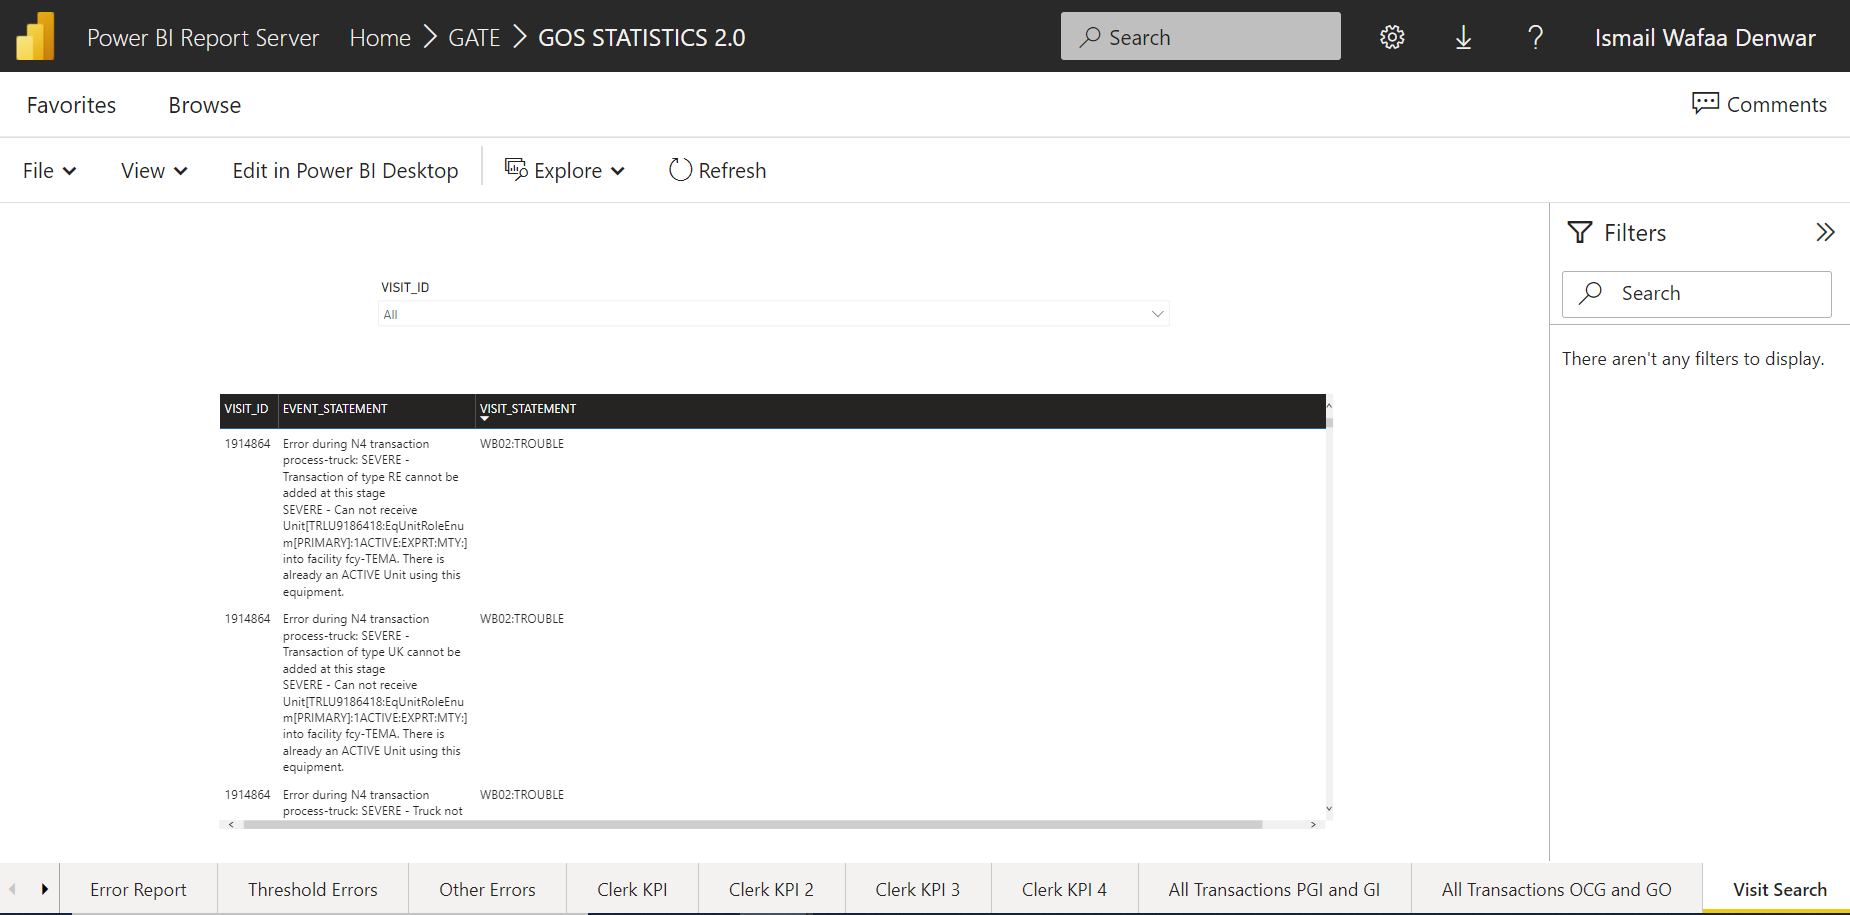 Power BI Report Server Home > GATE > GOS STATISTICS 2.0 Search ? Ismail Wafaa Denwar
Favorites Browse Comments
File View Edit in Power BI Desktop Explore Refresh
Filters
Search
There aren't any filters to display.
VISIT_ID
All
VISIT_ID EVENT_STATEMENT VISIT_STATEMENT
1914864 Error during N4 transaction WB02:TROUBLE
process-truck: SEVERE -
Transaction of type RE cannot be
added at this stage
SEVERE - Can not receive
Unit[TRLU9186418:EqUnitRoleEnu
m[PRIMARY]:1ACTIVE:EXPRT:MTY:]
into facility fcy-TEMA. There is
already an ACTIVE Unit using this
equipment.
1914864 Error during N4 transaction WB02:TROUBLE
process-truck: SEVERE -
Transaction of type UK cannot be
added at this stage
SEVERE - Can not receive
Unit[TRLU9186418:EqUnitRoleEnu
m[PRIMARY]:1ACTIVE:EXPRT:MTY:]
into facility fcy-TEMA. There is
already an ACTIVE Unit using this
equipment.
1914864 Error during N4 transaction WB02:TROUBLE
process-truck: SEVERE - Truck not
Error Report Threshold Errors Other Errors Clerk KPI Clerk KPI 2 Clerk KPI 3 Clerk KPI 4 All Transactions PGI and GI All Transactions OCG and GO Visit Search